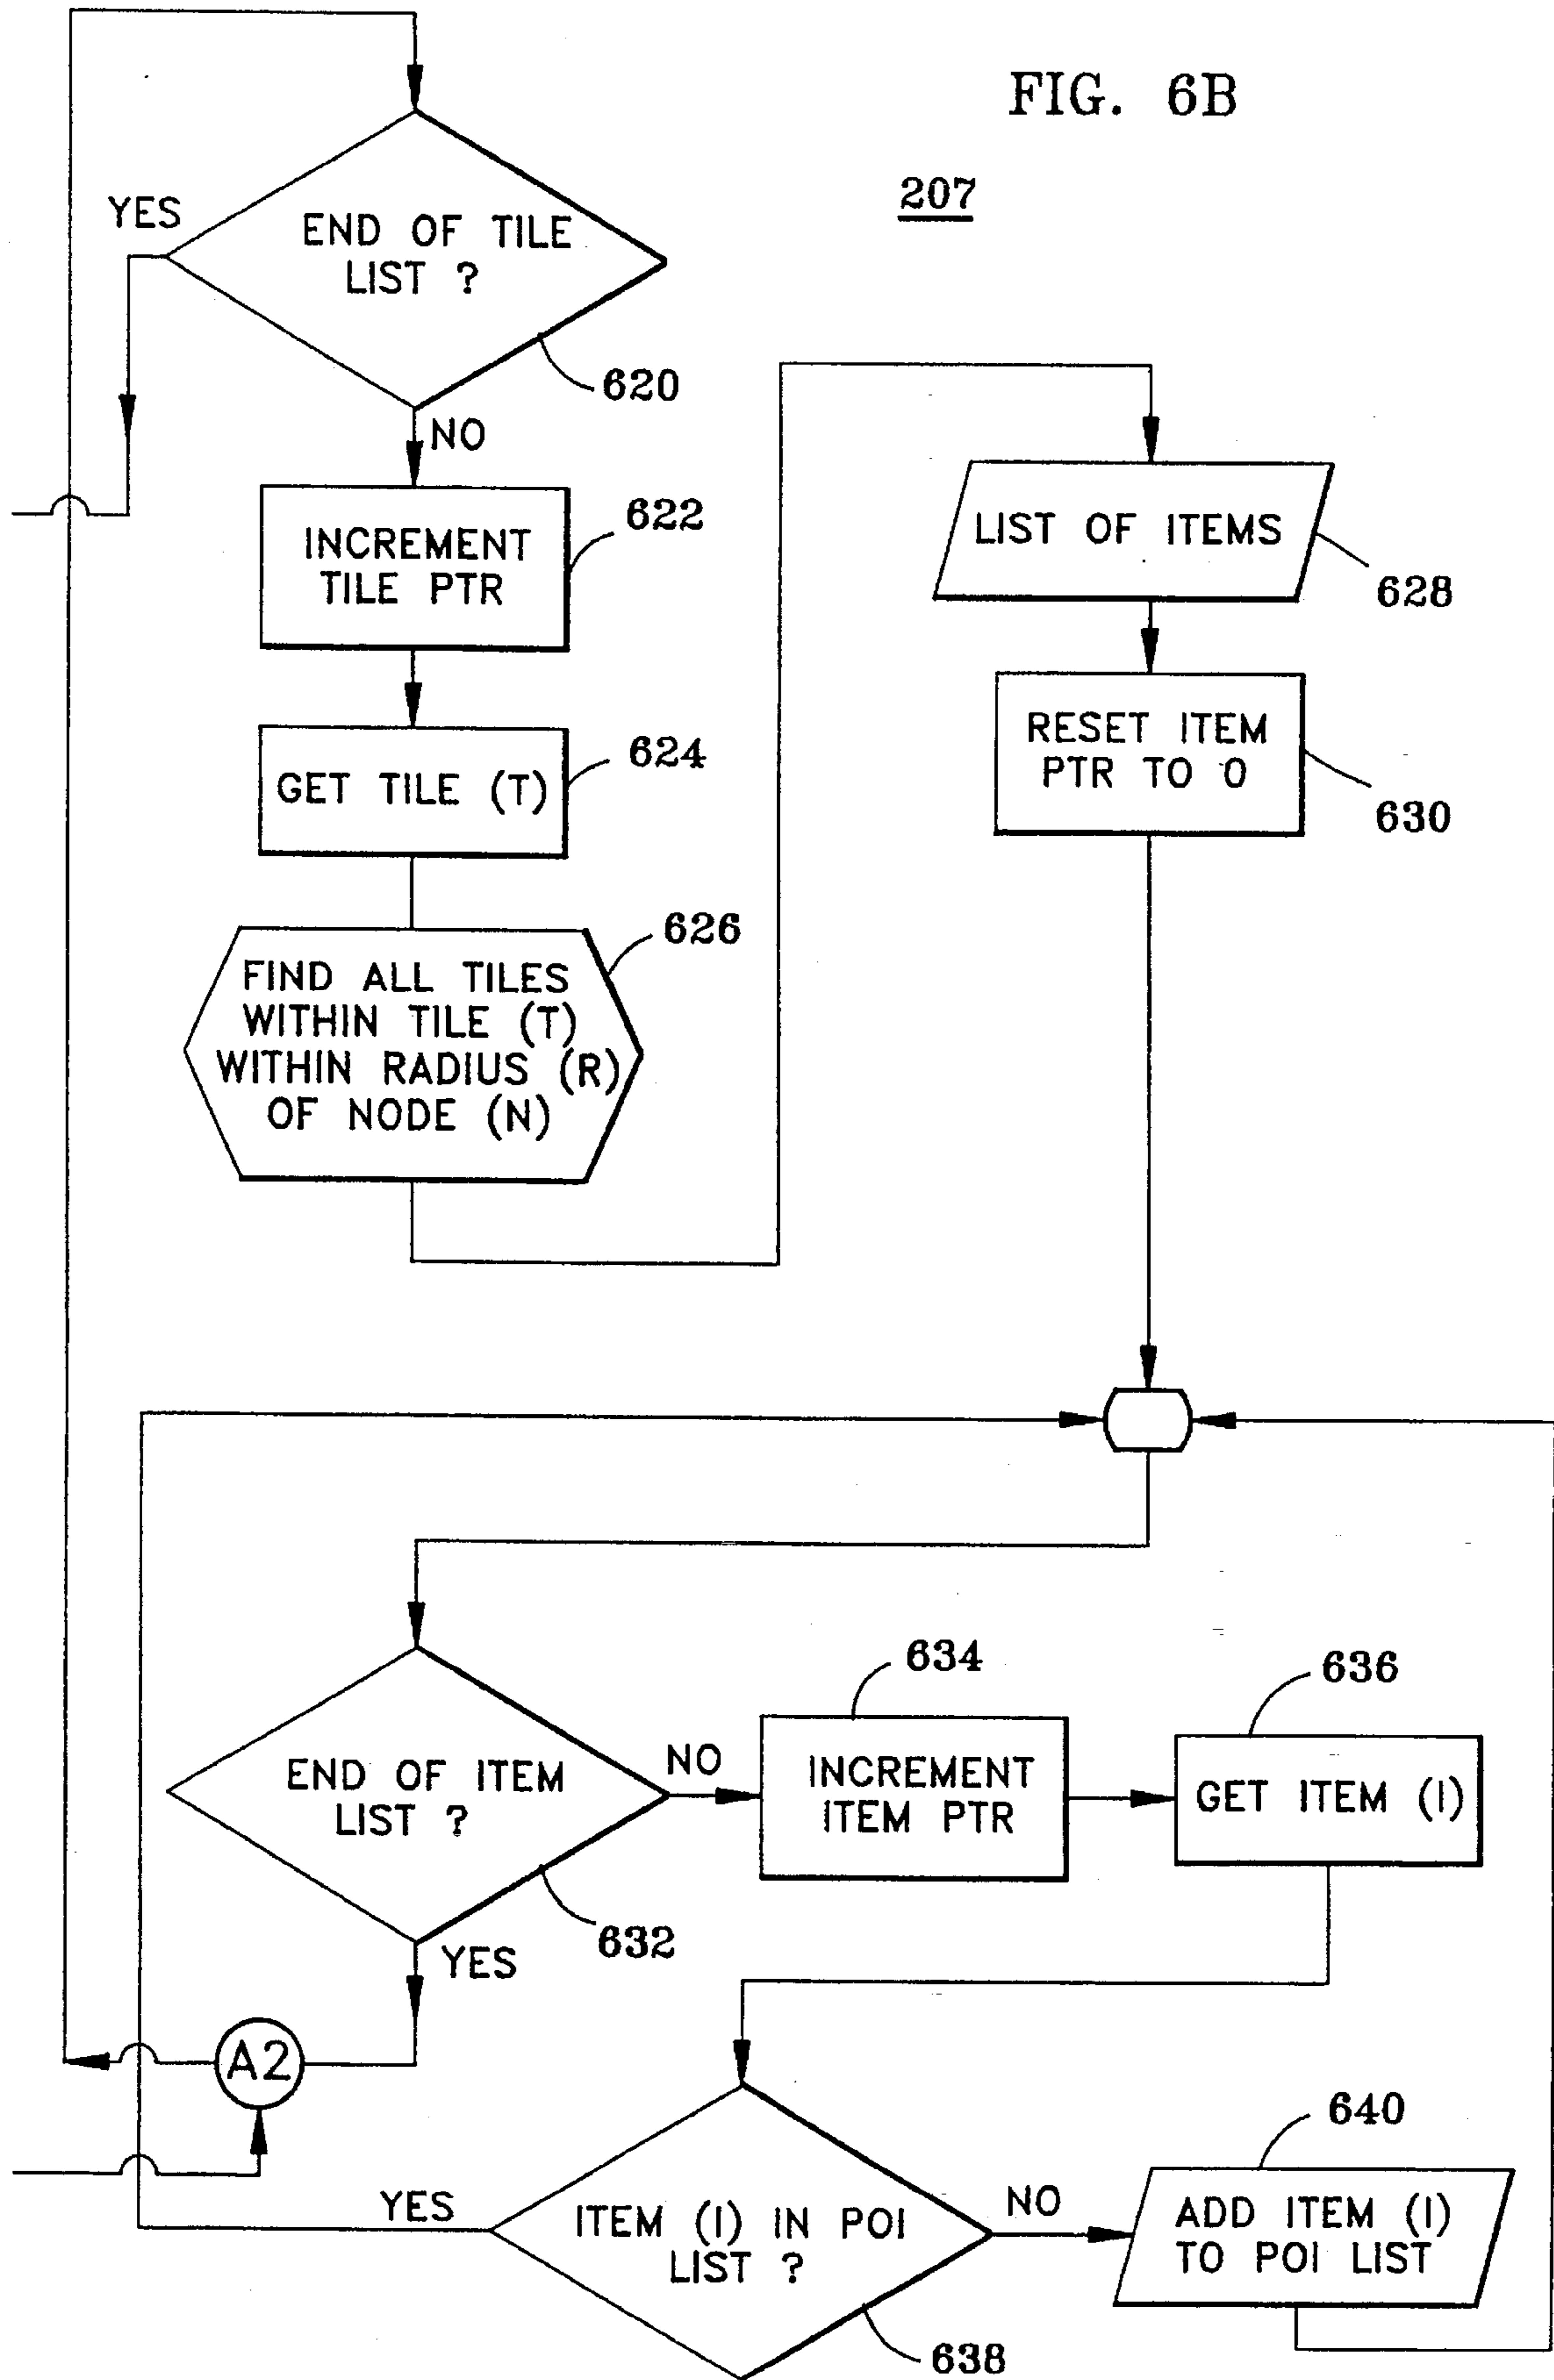 FIG. 6B
207
YES
END OF TILE
LIST ?
620
NO
INCREMENT
TILE PTR
622
GET TILE (T)
624
FIND ALL TILES
WITHIN TILE (T)
WITHIN RADIUS (R)
OF NODE (N)
626
LIST OF ITEMS
628
RESET ITEM
PTR TO 0
630
END OF ITEM
LIST ?
632
NO
INCREMENT
ITEM PTR
634
GET ITEM (I)
636
YES
A2
ITEM (I) IN POI
LIST ?
638
YES
NO
ADD ITEM (I)
TO POI LIST
640